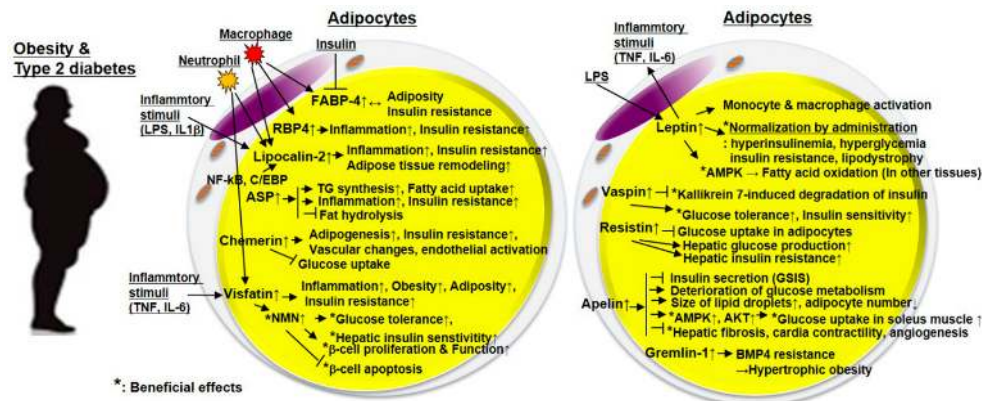 Obesity &
Type 2 diabetes
Adipocytes
Macrophage
Neutrophil
Insulin
Inflammtory
stimuli
(LPS, IL1β)
FABP-4↑↔ Adiposity
Insulin resistance
RBP4↑→Inflammation↑, Insulin resistance↑
Lipocalin-2↑→Inflammation↑, Insulin resistance↑
Adipose tissue remodeling↑
NF-kB, C/EBP
ASP↑
TG synthesis↑, Fatty acid uptake↑
Inflammation↑, Insulin resistance↑
Fat hydrolysis
Chemerin↑→ Adipogenesis↑, Insulin resistance↑,
Vascular changes, endothelial activation
Glucose uptake
Inflammtory
stimuli
(TNF, IL-6)
Visfatin↑→ Inflammation↑, Obesity↑, Adiposity↑,
Insulin resistance↑
*NMN↑→*Glucose tolerance↑,
*Hepatic insulin senstivitity↑
*β-cell proliferation & Function↑
*β-cell apoptosis
*: Beneficial effects
Adipocytes
Inflammtory
stimuli
(TNF, IL-6)
LPS
Leptin↑
Monocyte & macrophage activation
*Normalization by administration
: hyperinsulinemia, hyperglycemia
insulin resistance, lipodystrophy
*AMPK → Fatty acid oxidation (In other tissues)
Vaspin↑⊣*Kallikrein 7-induced degradation of insulin
*Glucose tolerance↑, Insulin sensitivity↑
Resistin↑⊣Glucose uptake in adipocytes
Hepatic glucose production↑
Hepatic insulin resistance↑
Apelin↑
Insulin secretion (GSIS)
Deterioration of glucose metabolism
Size of lipid droplets↑, adipocyte number↓
*AMPK↑, AKT↑→*Glucose uptake in soleus muscle↑
*Hepatic fibrosis, cardia contractility, angiogenesis
Gremlin-1↑→ BMP4 resistance
→Hypertrophic obesity